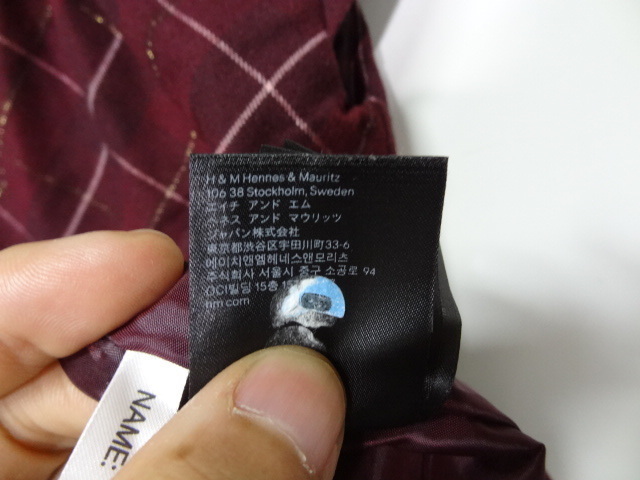 H & M Hennes & Mauritz
106 38 Stockholm, Sweden
エイチ アンド エム
ヘネス アンド マウリッツ
ジャパン株式会社
東京都渋谷区宇田川町33-6
에이치앤엠헤네스앤모리츠
주식회사 서울시 중구 소공로 94
OCI빌딩 15층
hm.com
NAME: